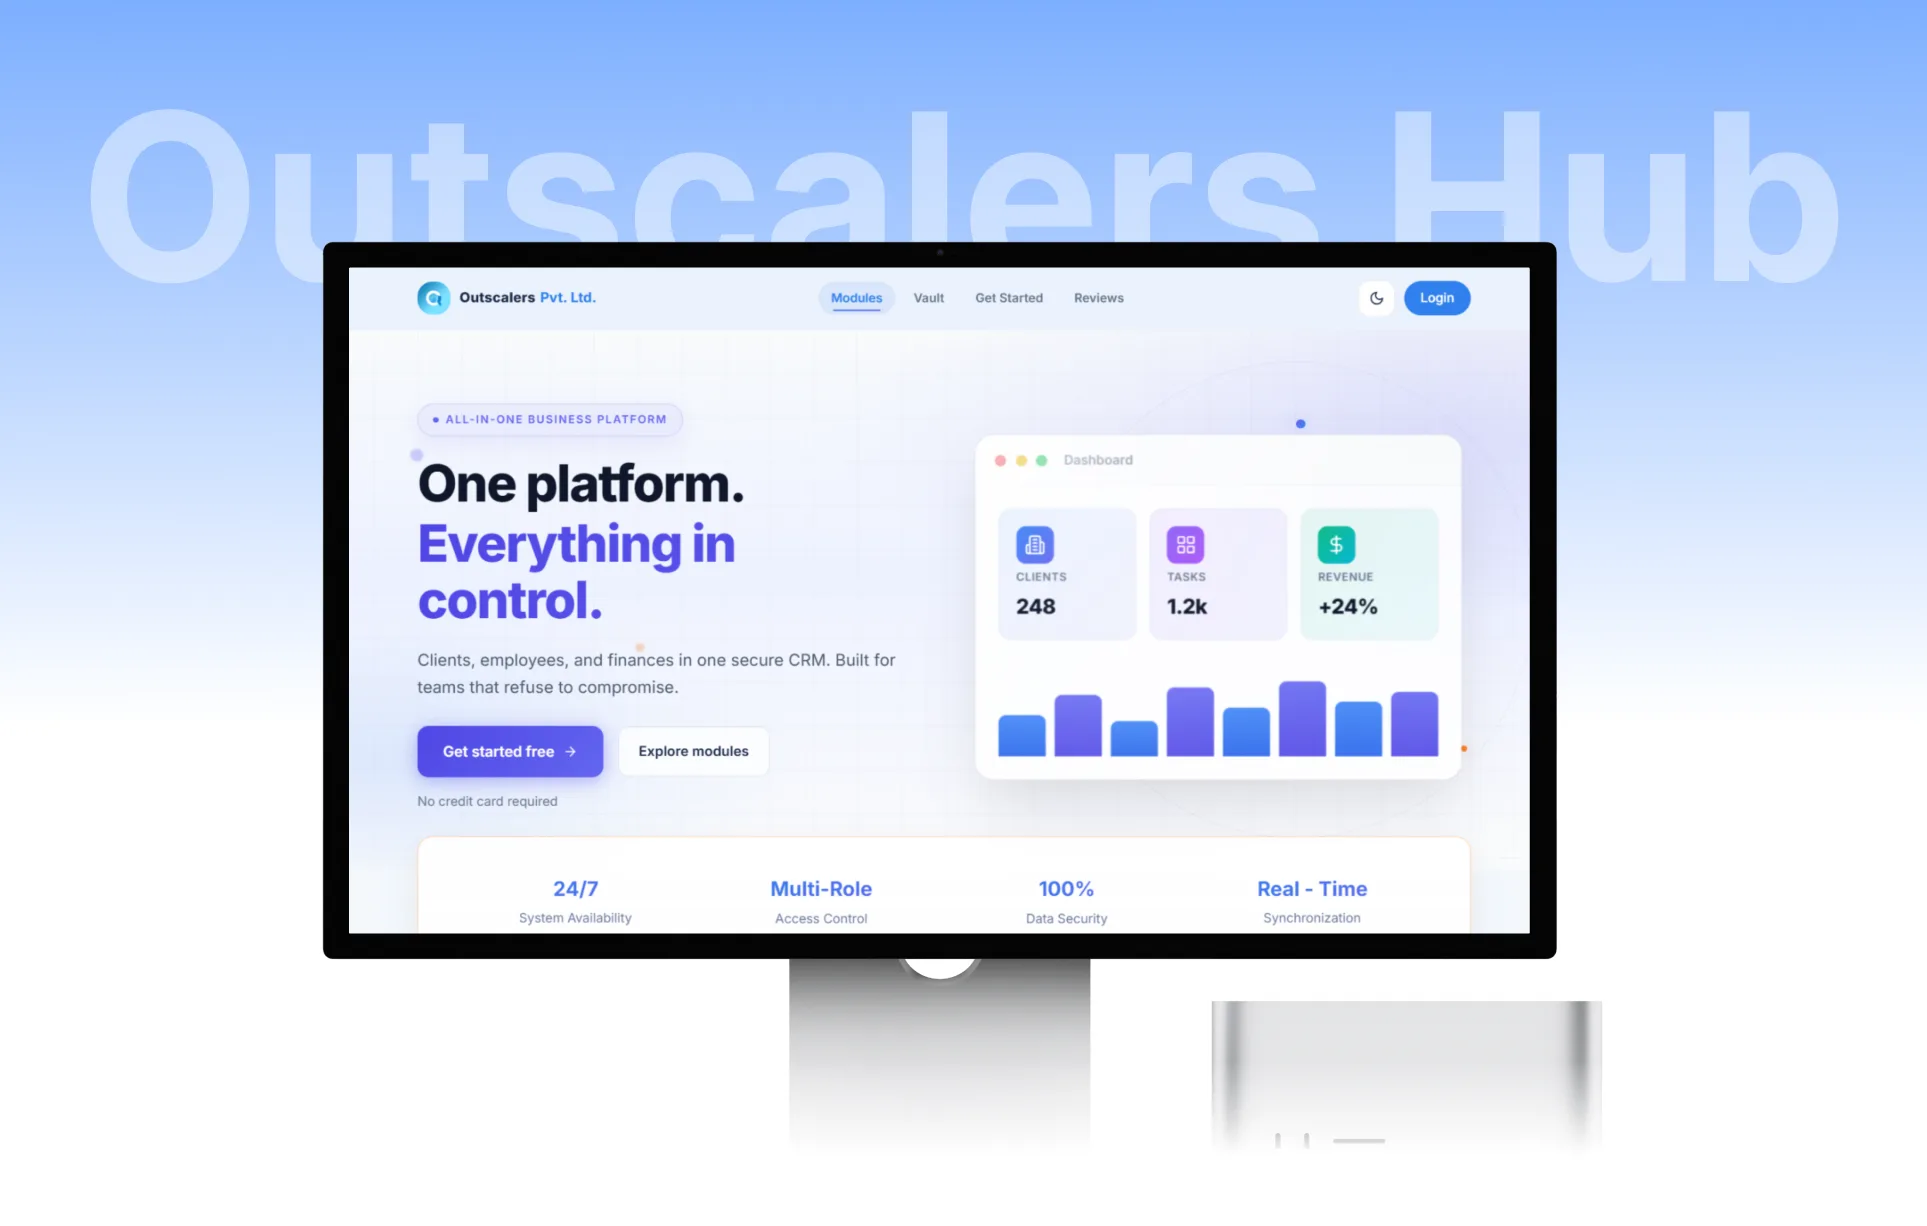 Outscalers Hub
Outscalers Pvt. Ltd.
Modules
Vault
Get Started
Reviews
Login
ALL-IN-ONE BUSINESS PLATFORM
One platform.
Everything in
control.
Clients, employees, and finances in one secure CRM. Built for
teams that refuse to compromise.
Get started free →
Explore modules
No credit card required
Dashboard
CLIENTS
248
TASKS
1.2k
REVENUE
+24%
24/7
System Availability
Multi-Role
Access Control
100%
Data Security
Real - Time
Synchronization